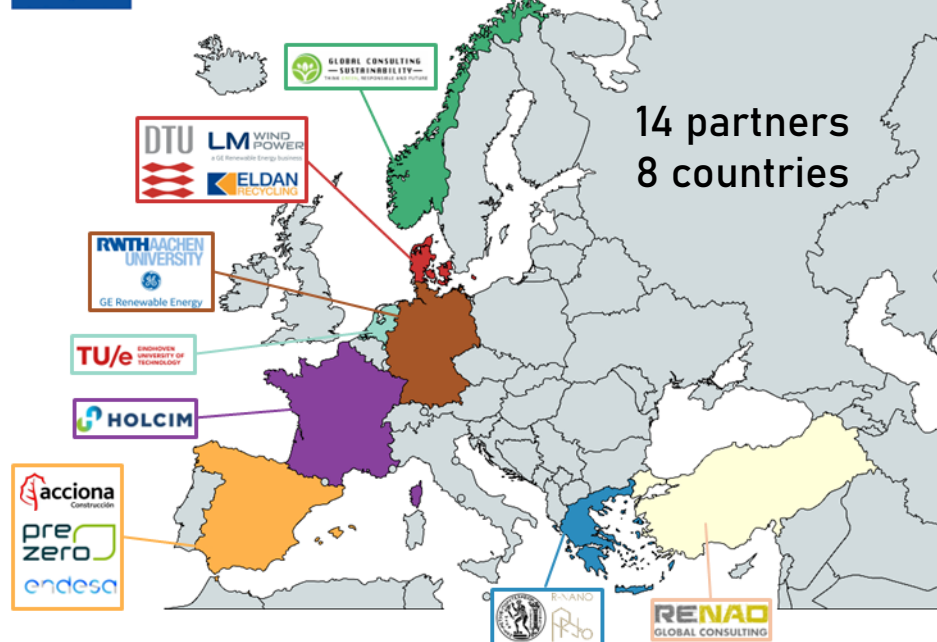 GLOBAL CONSULTING
— SUSTAINABILITY —
THINK GREEN, RESPONSIBLE AND FUTURE
14 partners
8 countries
DTU
LM WIND
POWER
a GE Renewable Energy business
ELDAN
RECYCLING
RWTH AACHEN
UNIVERSITY
GE Renewable Energy
TU/e EINDHOVEN
UNIVERSITY OF
TECHNOLOGY
HOLCIM
acciona
Construcción
pre
zero
endesa
R-NANO
RENAD
GLOBAL CONSULTING